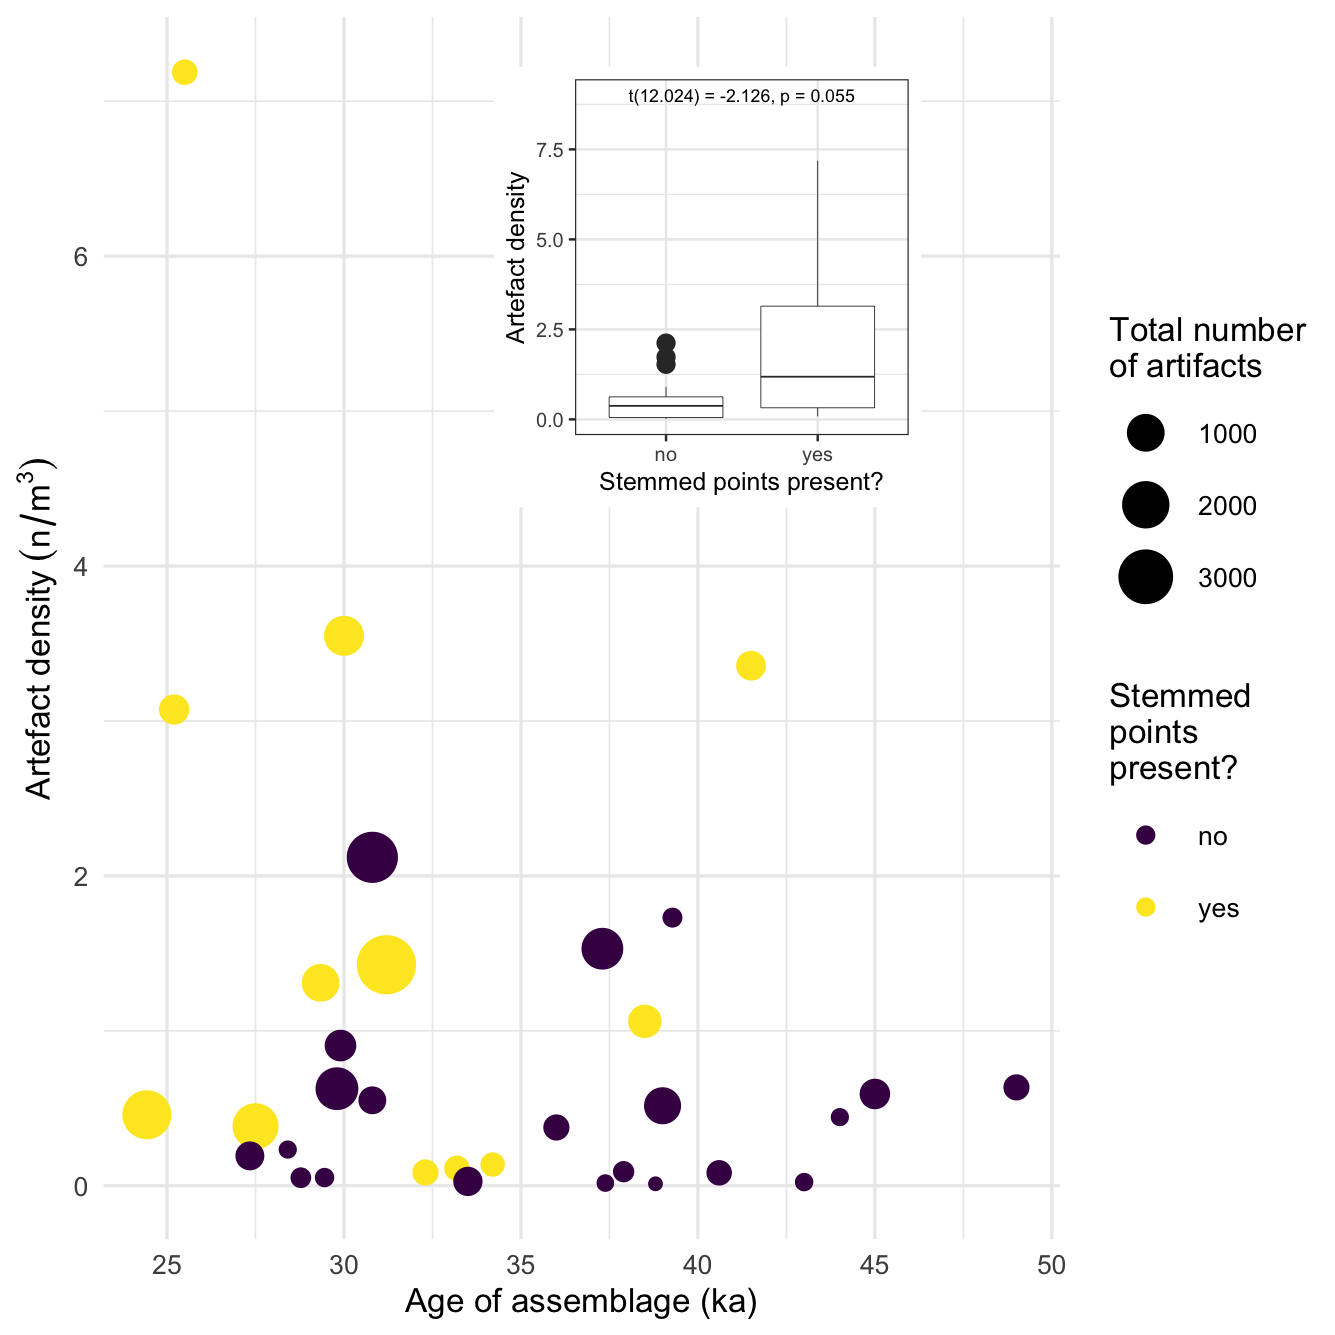 t(12.024) = -2.126, p = 0.055
7.5
5.0
2.5
0.0
Artefact density
no
yes
Stemmed points present?
6
4
2
0
Artefact density (n/m³)
25
30
35
40
45
50
Age of assemblage (ka)
Total number
of artifacts
1000
2000
3000
Stemmed
points
present?
no
yes